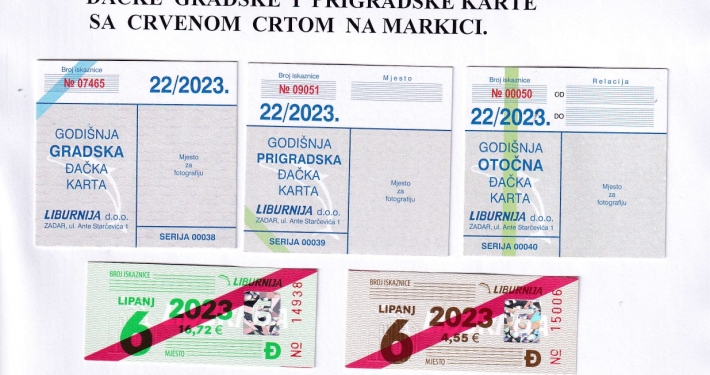 ĐAČKE GRADSKE I PRIGRADSKE KARTE
SA CRVENOM CRTOM NA MARKICI.
Broj iskaznice
№ 07465
22/2023.
GODIŠNJA
GRADSKA
ĐAČKA
KARTA
LIBURNIJA d.o.o.
ZADAR, ul. Ante Starčevića 1
Mjesto
za
fotografiju
SERIJA 00038
Broj iskaznice
№ 09051
Mjesto
22/2023.
GODIŠNJA
PRIGRADSKA
ĐAČKA
KARTA
LIBURNIJA d.o.o.
ZADAR, ul. Ante Starčevića 1
Mjesto
za
fotografiju
SERIJA 00039
Broj iskaznice
№ 00050
Relacija
OD
22/2023.
DO
GODIŠNJA
OTOČNA
ĐAČKA
KARTA
LIBURNIJA d.o.o.
ZADAR, ul. Ante Starčevića 1
SERIJA 00040
Mjesto
za
fotografiju
BROJ ISKAZNICE
LIBURNIJA
LIPANJ
6
2023
16,72 €
MJESTO
Đ
№ 14938
BROJ ISKAZNICE
LIBURNIJA
LIPANJ
6
2023
4,55 €
MJESTO
Đ
№ 15006